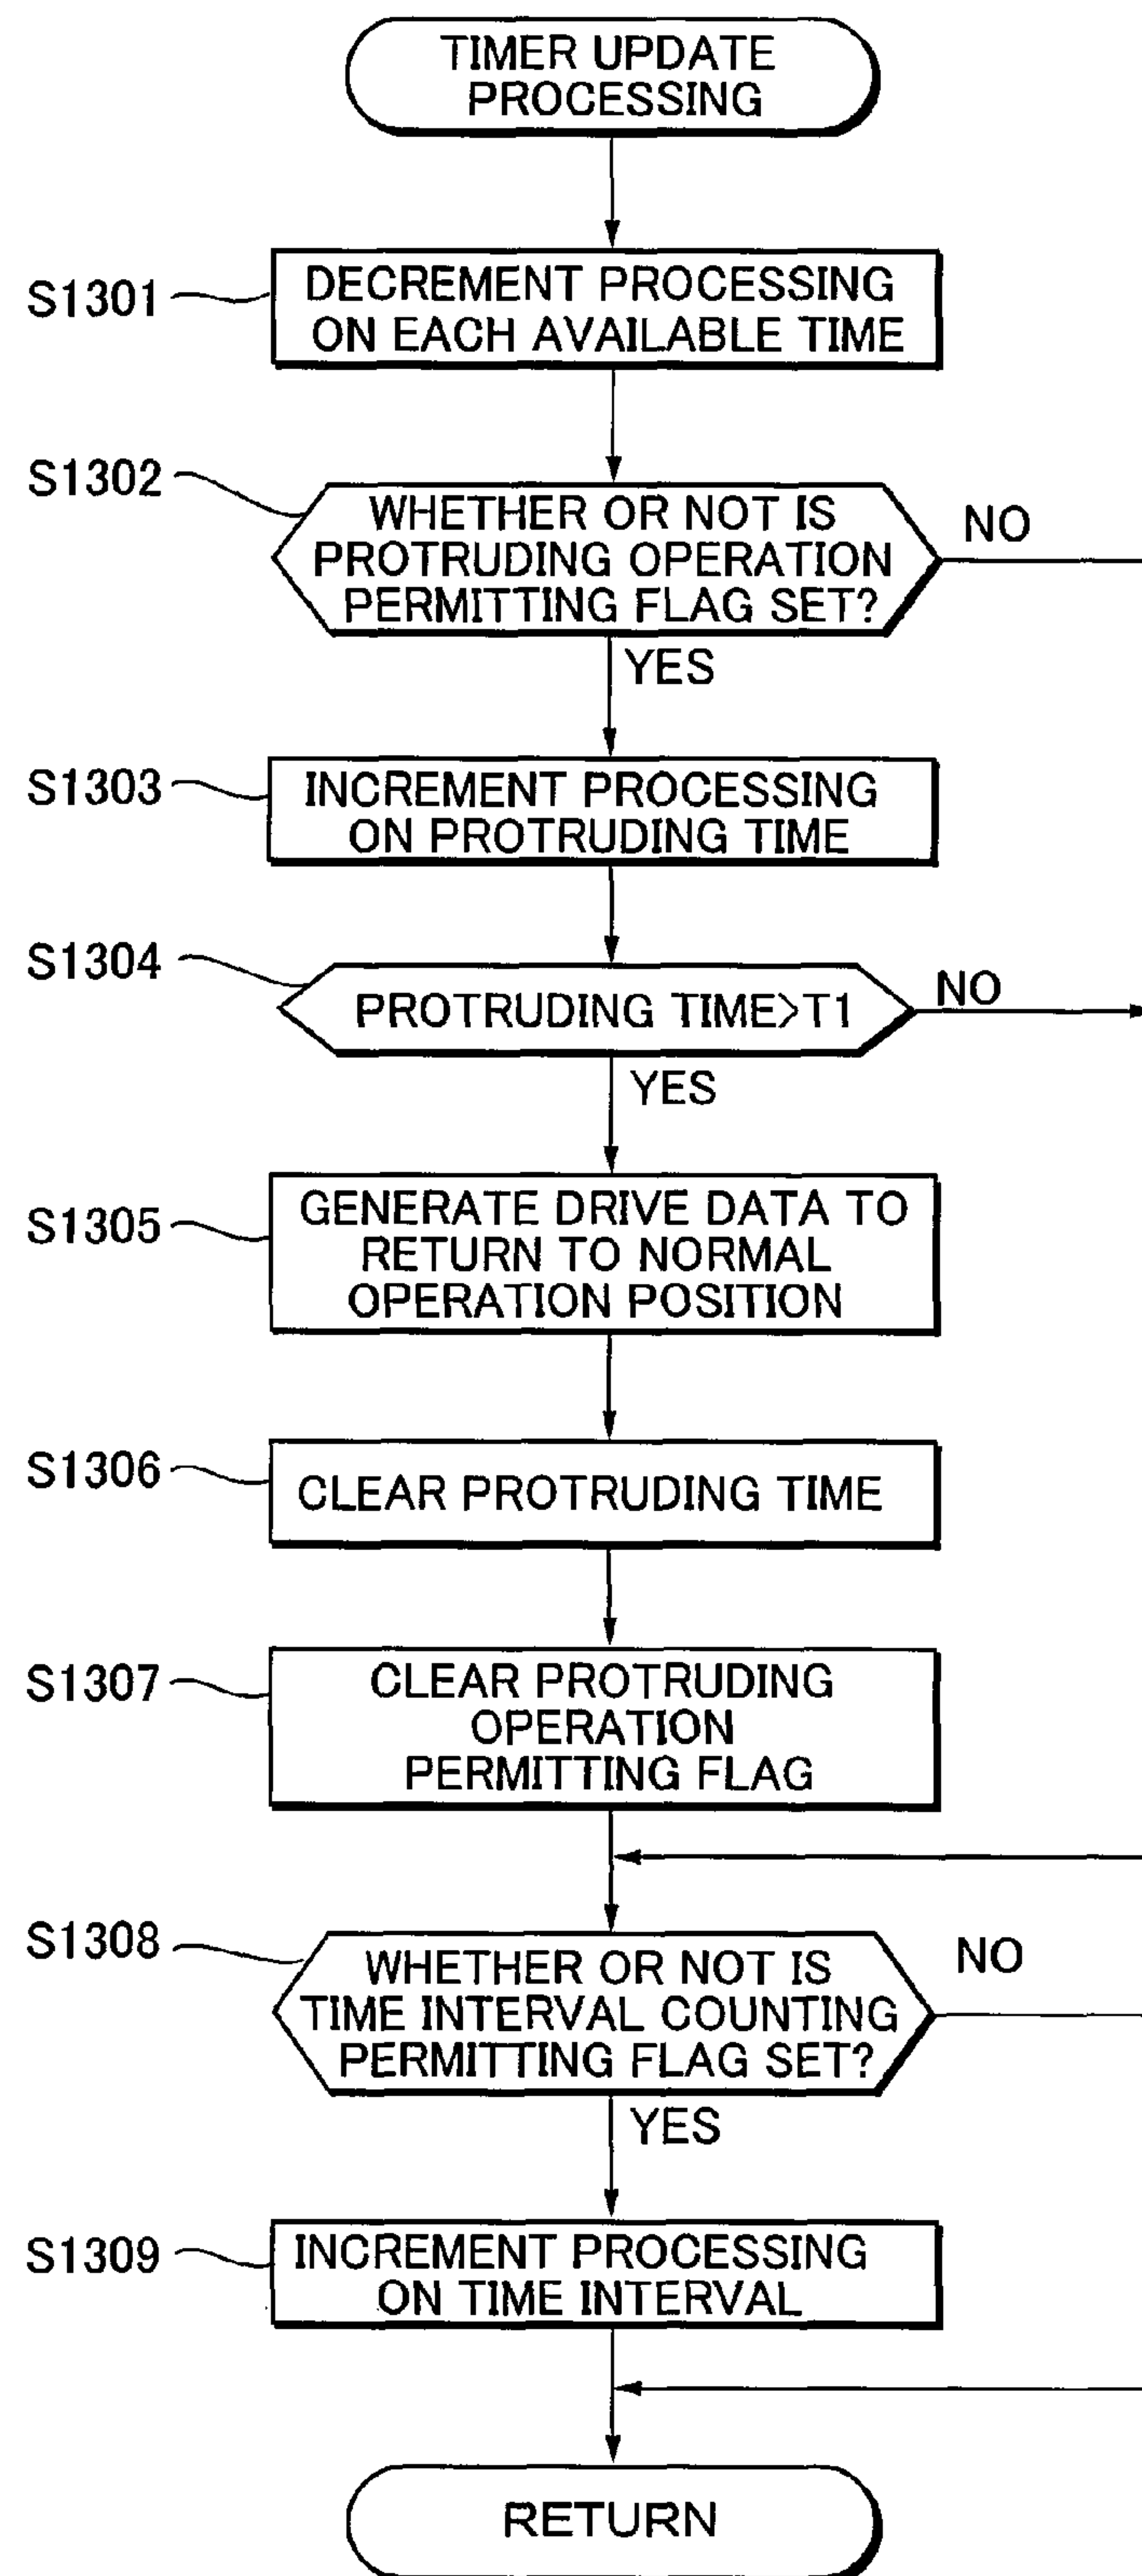 TIMER UPDATE
PROCESSING
S1301
DECREMENT PROCESSING
ON EACH AVAILABLE TIME
S1302
WHETHER OR NOT IS
PROTRUDING OPERATION
PERMITTING FLAG SET?
NO
YES
S1303
INCREMENT PROCESSING
ON PROTRUDING TIME
S1304
PROTRUDING TIME>T1
NO
YES
S1305
GENERATE DRIVE DATA TO
RETURN TO NORMAL
OPERATION POSITION
S1306
CLEAR PROTRUDING TIME
S1307
CLEAR PROTRUDING
OPERATION
PERMITTING FLAG
S1308
WHETHER OR NOT IS
TIME INTERVAL COUNTING
PERMITTING FLAG SET?
NO
YES
S1309
INCREMENT PROCESSING
ON TIME INTERVAL
RETURN